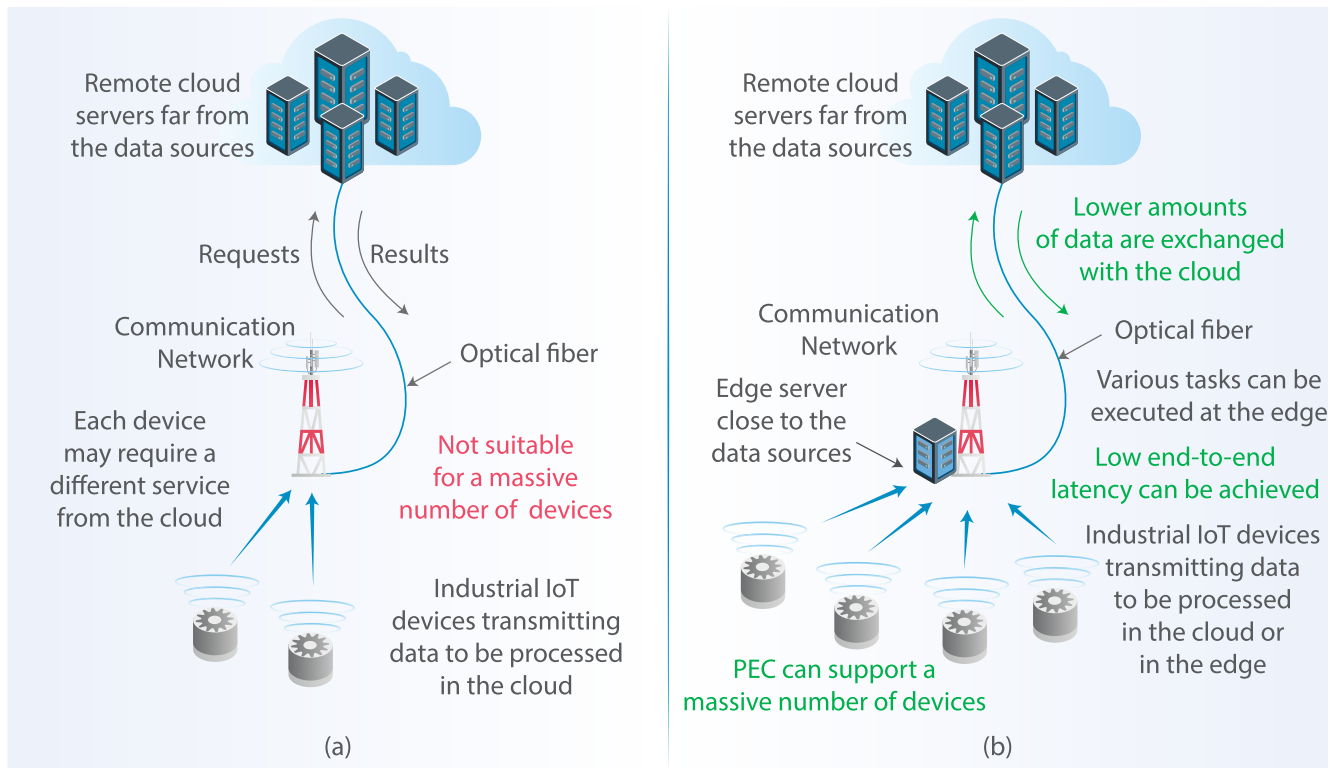 Remote cloud
servers far from
the data sources
Requests
Results
Communication
Network
Optical fiber
Each device
may require a
different service
from the cloud
Not suitable
for a massive
number of devices
Industrial IoT
devices transmitting
data to be processed
in the cloud
(a)
Remote cloud
servers far from
the data sources
Lower amounts
of data are exchanged
with the cloud
Communication
Network
Optical fiber
Edge server
close to the
data sources
Various tasks can be
executed at the edge
Low end-to-end
latency can be achieved
Industrial IoT devices
transmitting data
to be processed
in the cloud or
in the edge
PEC can support a
massive number of devices
(b)